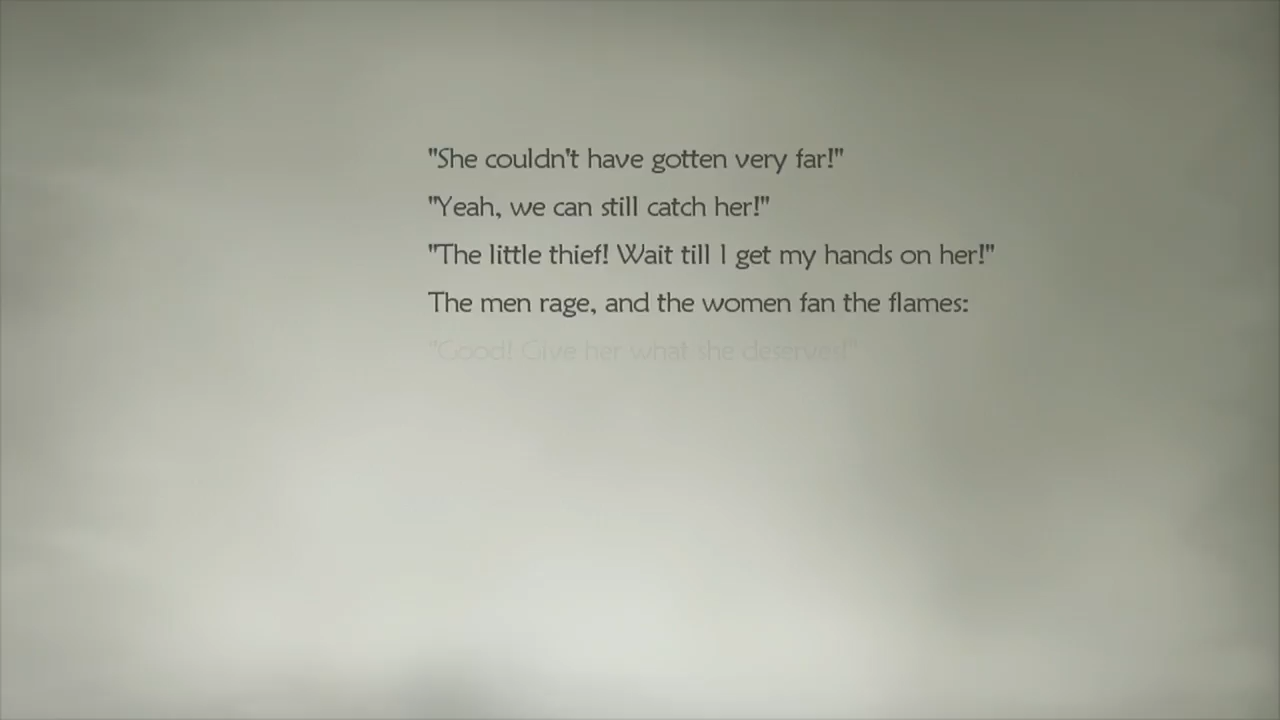 "She couldn't have gotten very far!"
"Yeah, we can still catch her!"
"The little thief! Wait till I get my hands on her!"
The men rage, and the women fan the flames:
"Good! Give her what she deserves!"